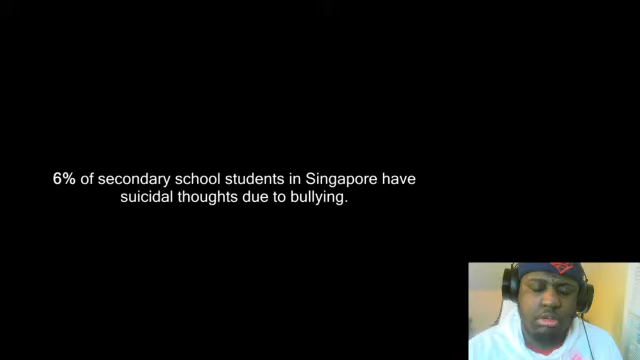 6% of secondary school students in Singapore have
suicidal thoughts due to bullying.